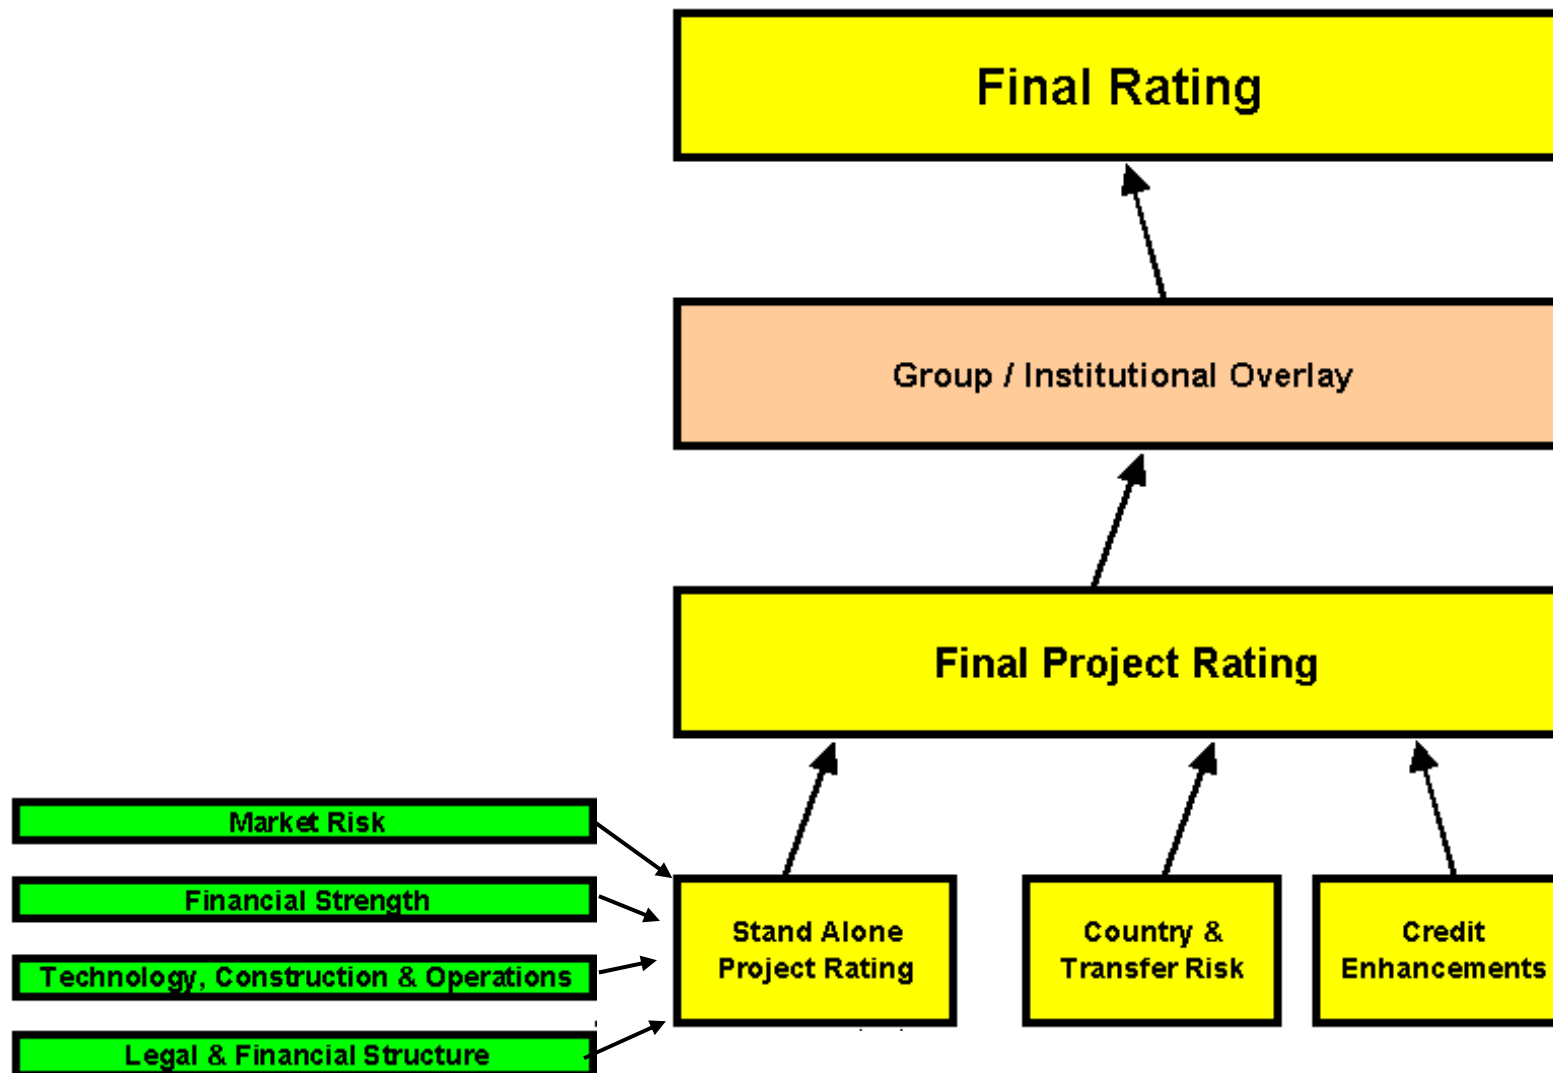 Final Rating
Group / Institutional Overlay
Final Project Rating
Market Risk
Financial Strength
Technology, Construction & Operations
Legal & Financial Structure
Stand Alone
Project Rating
Country &
Transfer Risk
Credit
Enhancements